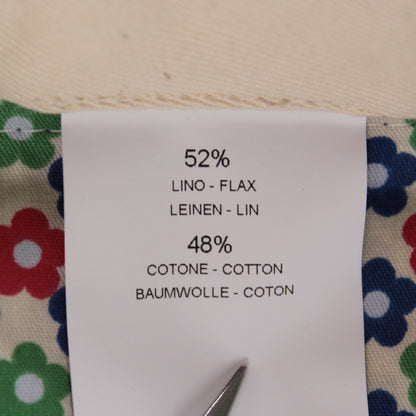 52%
LINO - FLAX
LEINEN - LIN
48%
COTONE - COTTON
BAUMWOLLE - COTON